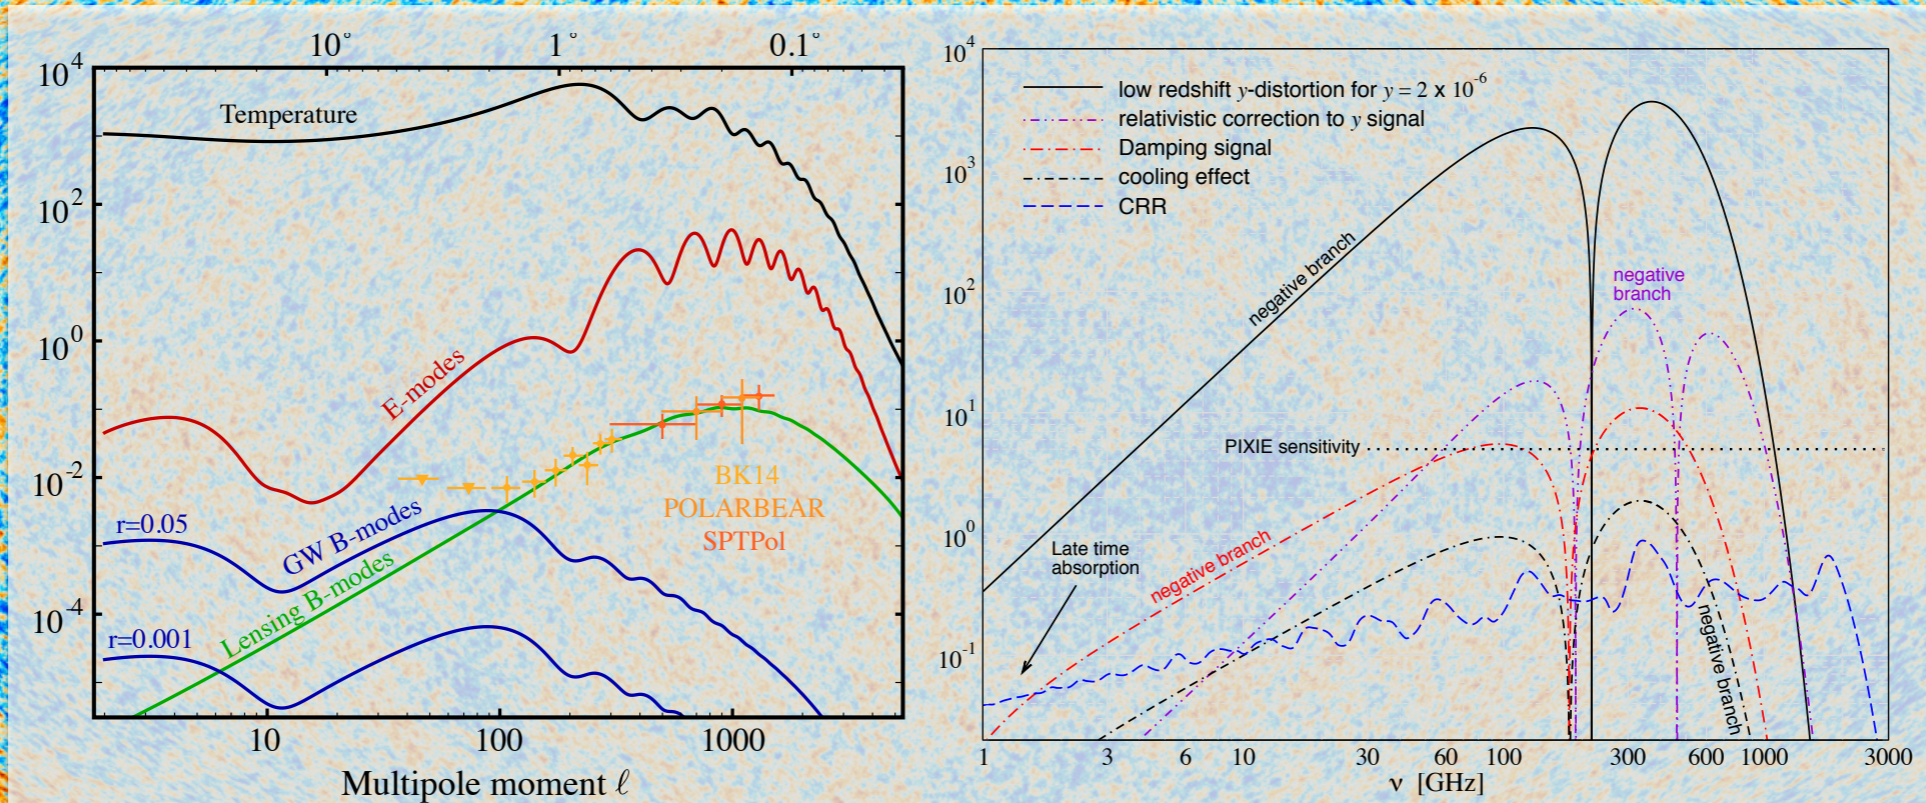 10° 1° 0.1°
10^4
10^2
10^0
10^-2
10^-4
Temperature
E-modes
r=0.05
GW B-modes
Lensing B-modes
r=0.001
BK14
POLARBEAR
SPTPol
10 100 1000
Multipole moment ℓ
10^4
10^3
10^2
10^1
10^0
10^-1
low redshift y-distortion for y = 2 x 10^-6
relativistic correction to y signal
Damping signal
cooling effect
CRR
negative branch
negative
branch
PIXIE sensitivity
Late time
absorption
negative branch
negative branch
1 3 6 10 30 60 100 300 600 1000 3000
ν [GHz]